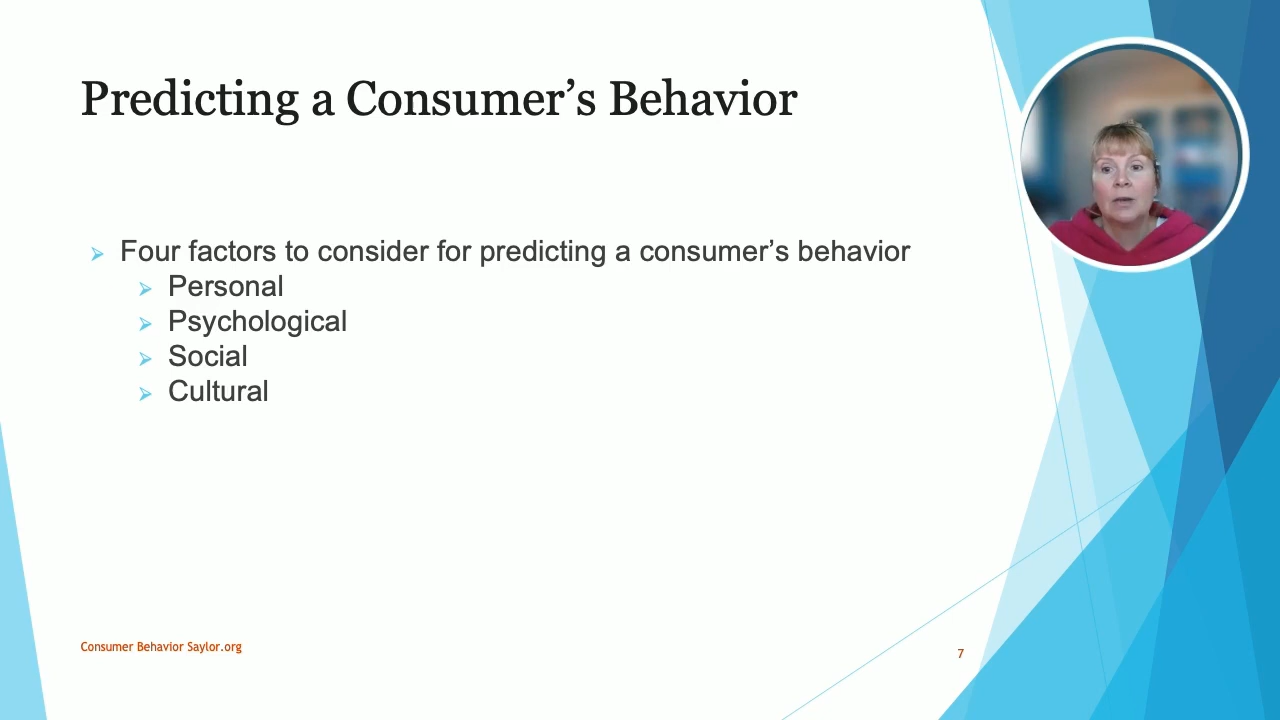 Predicting a Consumer’s Behavior
Four factors to consider for predicting a consumer’s behavior
Personal
Psychological
Social
Cultural
Consumer Behavior Saylor.org
7